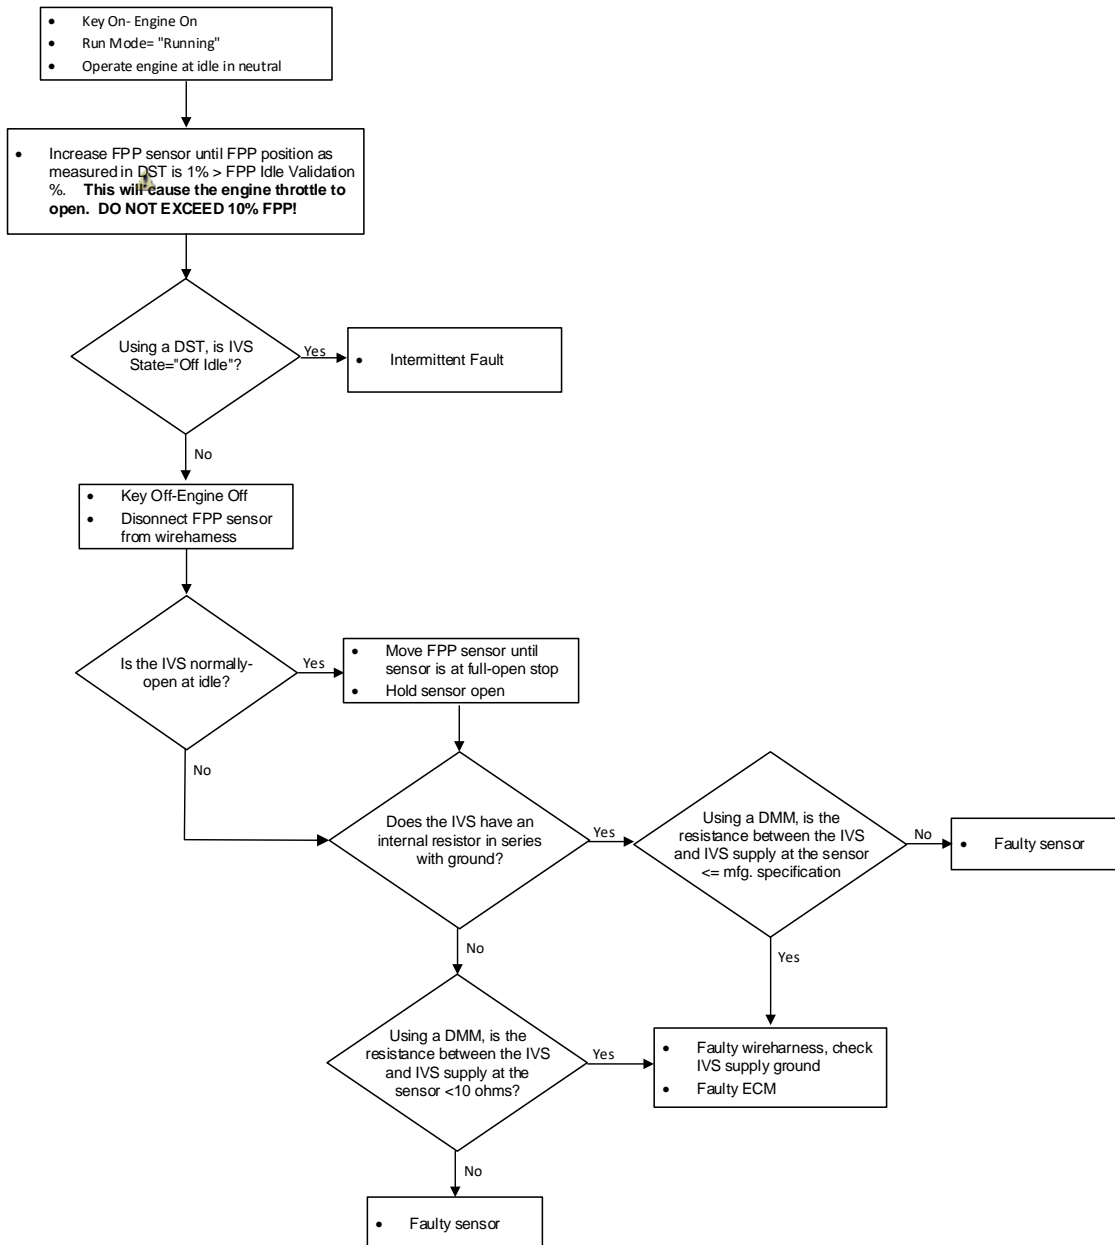 • Key On- Engine On
• Run Mode= "Running"
• Operate engine at idle in neutral
• Increase FPP sensor until FPP position as
measured in DST is 1% > FPP Idle Validation
%. This will cause the engine throttle to
open. DO NOT EXCEED 10% FPP!
Using a DST, is IVS
State="Off Idle"?
Yes
• Intermittent Fault
No
• Key Off-Engine Off
• Disonnect FPP sensor
from wireharness
Is the IVS normally-
open at idle?
Yes
• Move FPP sensor until
sensor is at full-open stop
• Hold sensor open
No
Does the IVS have an
internal resistor in series
with ground?
Yes
Using a DMM, is the
resistance between the IVS
and IVS supply at the sensor
<= mfg. specification
No
• Faulty sensor
No
Yes
Using a DMM, is the
resistance between the IVS
and IVS supply at the
sensor <10 ohms?
Yes
• Faulty wireharness, check
IVS supply ground
• Faulty ECM
No
• Faulty sensor